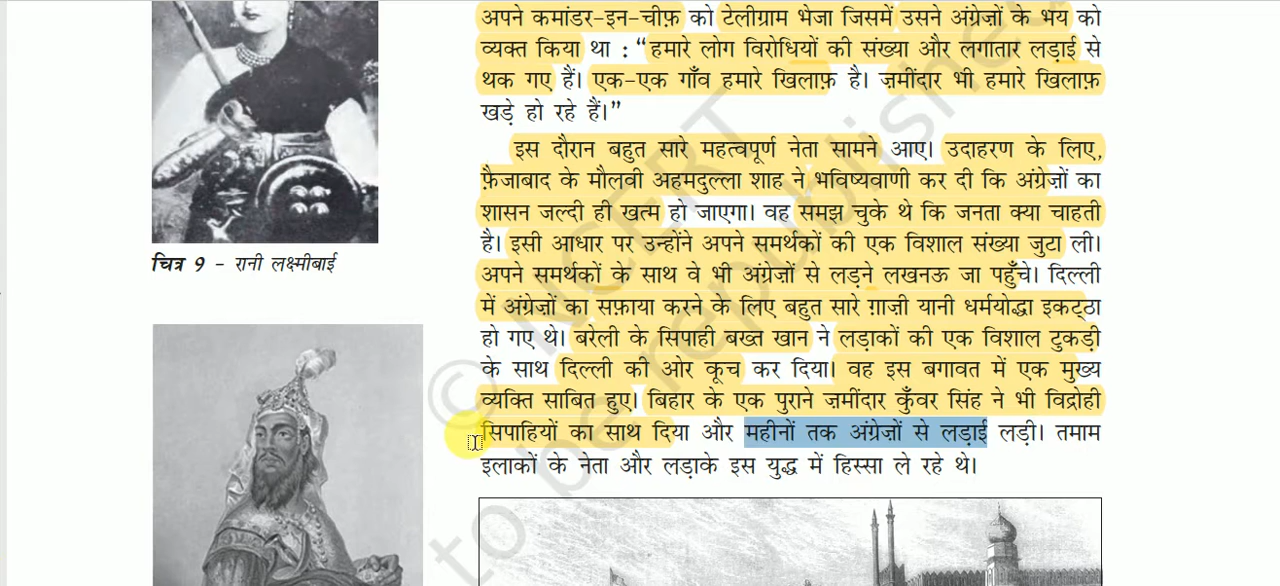 अपने कमांडर-इन-चीफ़ को टेलीग्राम भेजा जिसमें उसने अंग्रेज़ों के भय को
व्यक्त किया था : “हमारे लोग विरोधियों की संख्या और लगातार लड़ाई से
थक गए हैं। एक-एक गाँव हमारे खिलाफ़ है। ज़मींदार भी हमारे खिलाफ़
खड़े हो रहे हैं।”
इस दौरान बहुत सारे महत्वपूर्ण नेता सामने आए। उदाहरण के लिए,
फ़ैजाबाद के मौलवी अहमदुल्ला शाह ने भविष्यवाणी कर दी कि अंग्रेज़ों का
शासन जल्दी ही खत्म हो जाएगा। वह समझ चुके थे कि जनता क्या चाहती
है। इसी आधार पर उन्होंने अपने समर्थकों की एक विशाल संख्या जुटा ली।
अपने समर्थकों के साथ वे भी अंग्रेज़ों से लड़ने लखनऊ जा पहुँचे। दिल्ली
में अंग्रेज़ों का सफ़ाया करने के लिए बहुत सारे ग़ाज़ी यानी धर्मयोद्धा इकट्ठा
हो गए थे। बरेली के सिपाही बख्त खान ने लड़ाकों की एक विशाल टुकड़ी
के साथ दिल्ली की ओर कूच कर दिया। वह इस बगावत में एक मुख्य
व्यक्ति साबित हुए। बिहार के एक पुराने ज़मींदार कुँवर सिंह ने भी विद्रोही
सिपाहियों का साथ दिया और महीनों तक अंग्रेज़ों से लड़ाई लड़ी। तमाम
इलाकों के नेता और लड़ाके इस युद्ध में हिस्सा ले रहे थे।
चित्र 9 - रानी लक्ष्मीबाई
© NCERT
to be republished